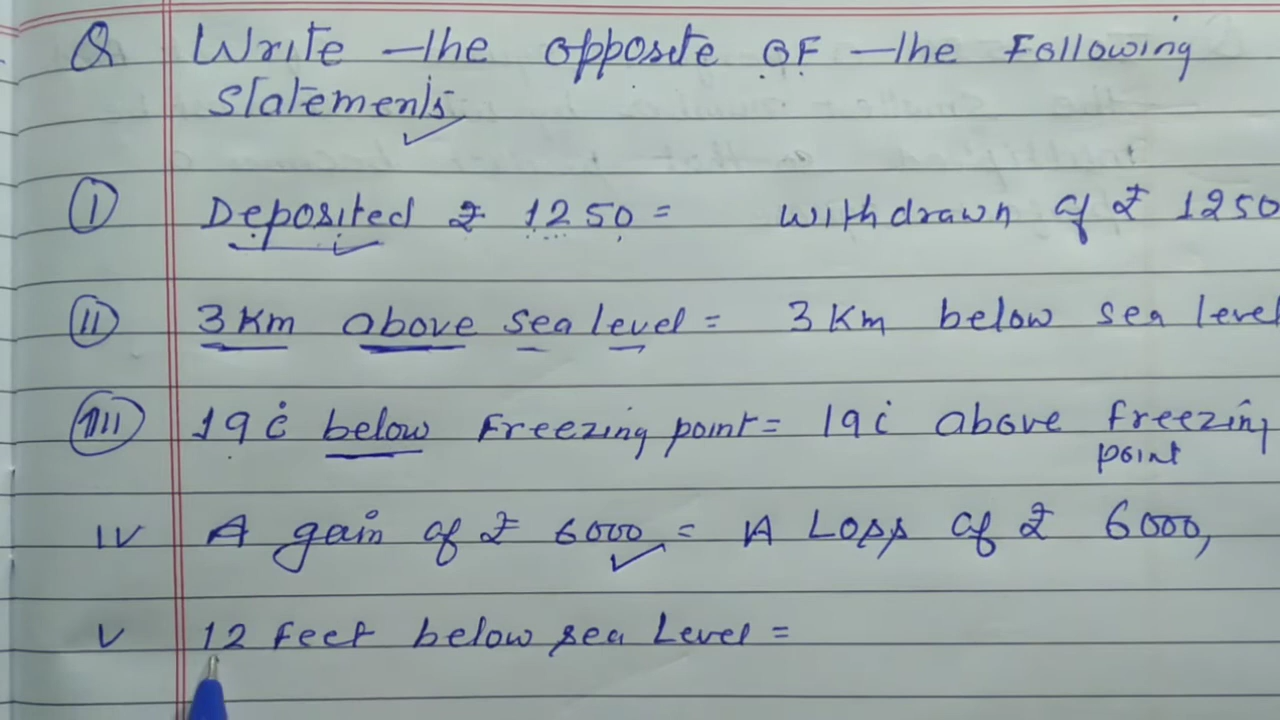 Q Write the opposite OF the Following
Statements
(i) Deposited ₹ 1250 = Withdrawn of ₹ 1250
(ii) 3 Km above sea level = 3 Km below sea level
(iii) 19 ċ below Freezing point = 19 ċ above freezing
point
iv A gain of ₹ 6000 = A Loss of ₹ 6000,
v 12 Feet below sea Level =